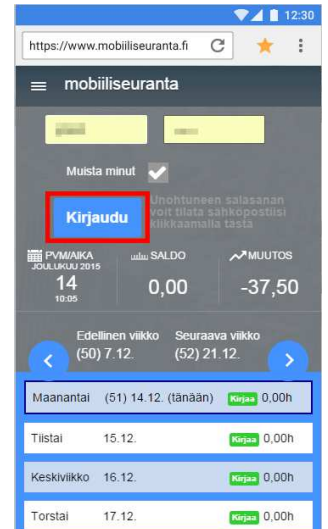 12:30
https://www.mobiiliseuranta.fi
mobiiliseuranta
Muista minut
Kirjaudu
Unohtuneen salasanan
voit tilata sähköpostiisi
klikkaamalla tästä
PVM/AIKA
JOULUKUU 2015
14
10:05
SALDO
0,00
MUUTOS
-37,50
Edellinen viikko
(50) 7.12.
Seuraava viikko
(52) 21.12.
Maanantai (51) 14.12. (tänään) Kirjaa 0,00h
Tiistai 15.12. Kirjaa 0,00h
Keskiviikko 16.12. Kirjaa 0,00h
Torstai 17.12. Kirjaa 0,00h